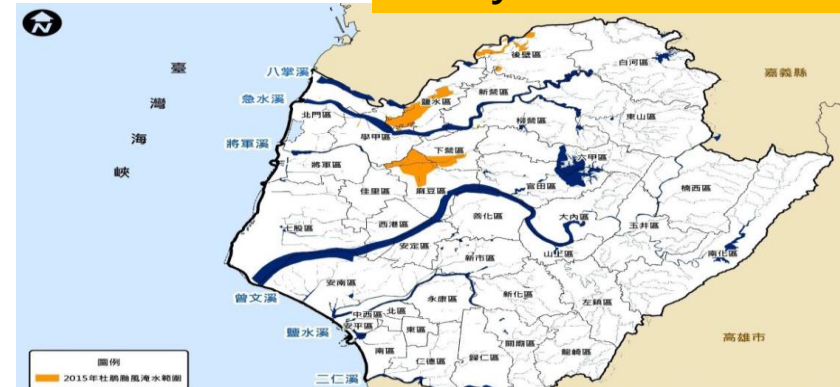 N
臺
灣
海
峽
八掌溪
急水溪
將軍溪
曾文溪
鹽水溪
二仁溪
嘉義縣
高雄市
後壁區
白河區
鹽水區
新營區
北門區
學甲區
柳營區
東山區
下營區
六甲區
將軍區
佳里區
麻豆區
官田區
楠西區
七股區
西港區
善化區
大內區
玉井區
安定區
山上區
南化區
新市區
安南區
永康區
新化區
左鎮區
中西區
北區
安平區
東區
南區
仁德區
歸仁區
關廟區
龍崎區
圖例
2015年杜鵑颱風淹水範圍